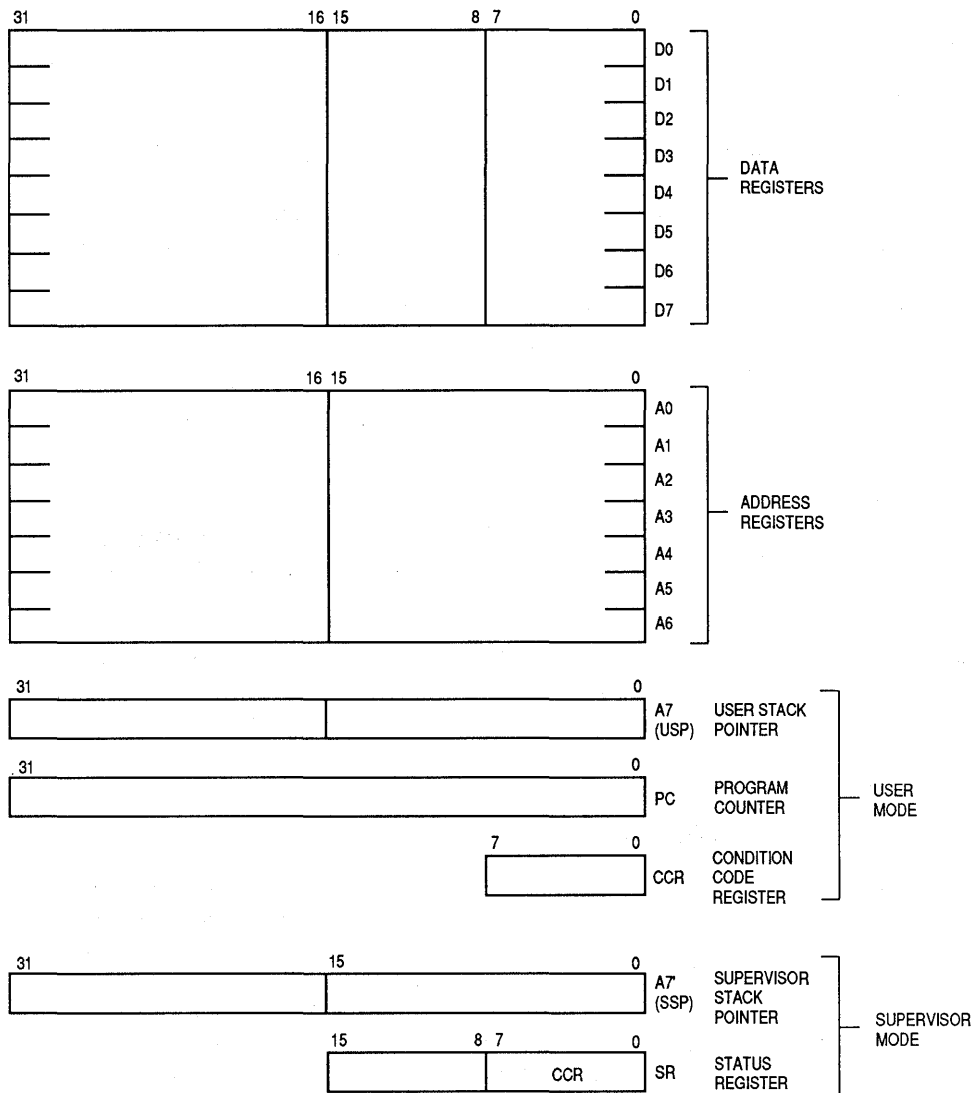 31 16 15 8 7 0
D0
D1
D2
D3
D4
D5
D6
D7
DATA
REGISTERS
31 16 15 0
A0
A1
A2
A3
A4
A5
A6
ADDRESS
REGISTERS
31 0
A7
(USP)
USER STACK
POINTER
31 0
PC
PROGRAM
COUNTER
7 0
CCR
CONDITION
CODE
REGISTER
USER
MODE
31 15 0
A7'
(SSP)
SUPERVISOR
STACK
POINTER
15 8 7 0
CCR
SR
STATUS
REGISTER
SUPERVISOR
MODE